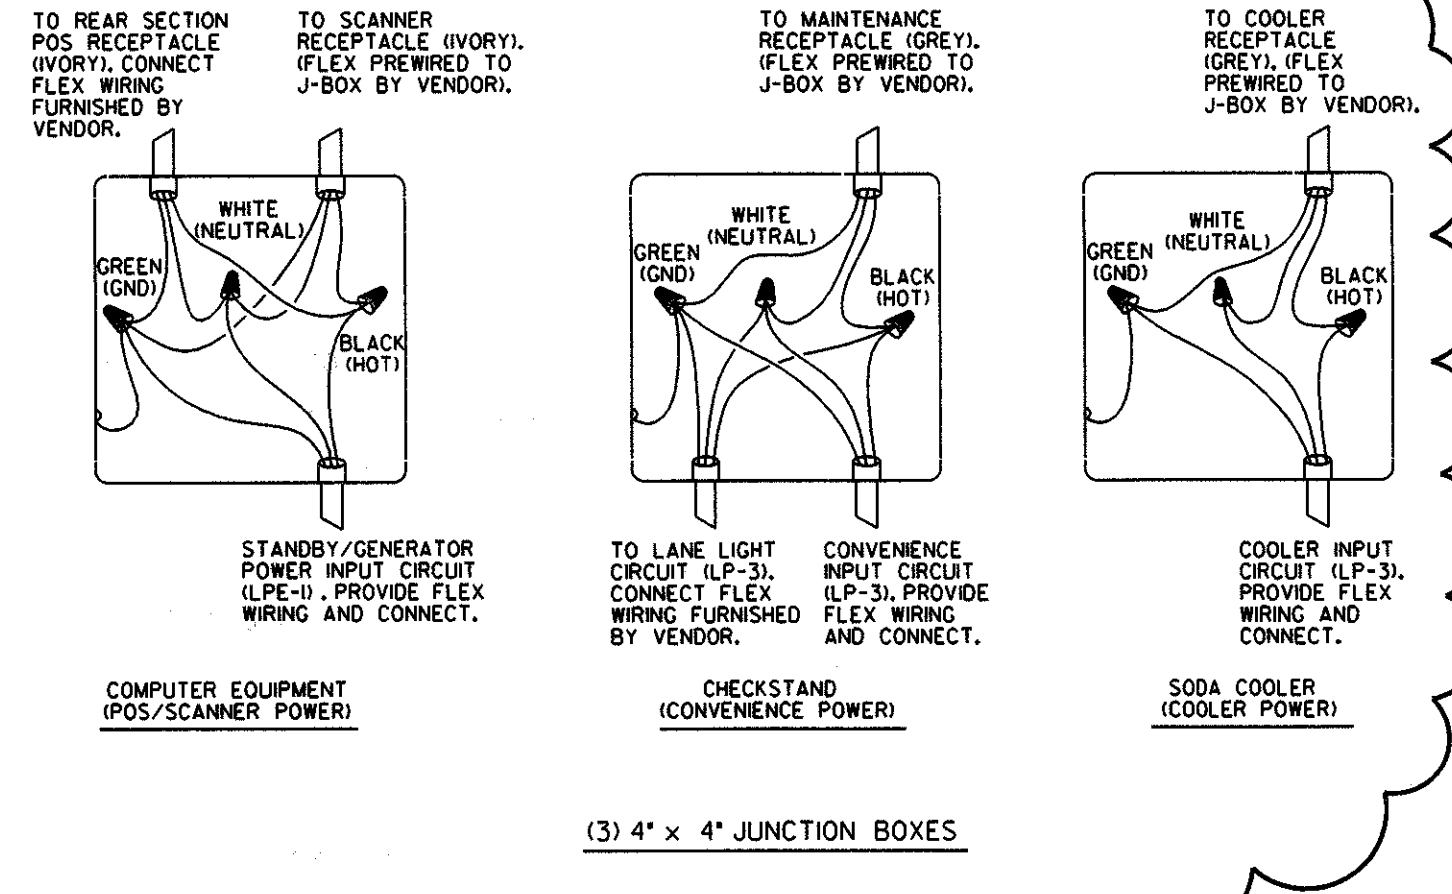 TO REAR SECTION
POS RECEPTACLE
(IVORY). CONNECT
FLEX WIRING
FURNISHED BY
VENDOR.
TO SCANNER
RECEPTACLE (IVORY).
(FLEX PREWIRED TO
J-BOX BY VENDOR).
WHITE
(NEUTRAL)
GREEN
(GND)
BLACK
(HOT)
STANDBY/GENERATOR
POWER INPUT CIRCUIT
(LPE-1). PROVIDE FLEX
WIRING AND CONNECT.
COMPUTER EQUIPMENT
(POS/SCANNER POWER)
TO MAINTENANCE
RECEPTACLE (GREY).
(FLEX PREWIRED TO
J-BOX BY VENDOR).
WHITE
(NEUTRAL)
GREEN
(GND)
BLACK
(HOT)
TO LANE LIGHT
CIRCUIT (LP-3).
CONNECT FLEX
WIRING FURNISHED
BY VENDOR.
CONVENIENCE
INPUT CIRCUIT
(LP-3). PROVIDE
FLEX WIRING
AND CONNECT.
CHECKSTAND
(CONVENIENCE POWER)
TO COOLER
RECEPTACLE
(GREY). (FLEX
PREWIRED TO
J-BOX BY VENDOR).
WHITE
(NEUTRAL)
GREEN
(GND)
BLACK
(HOT)
COOLER INPUT
CIRCUIT (LP-3).
PROVIDE FLEX
WIRING AND
CONNECT.
SODA COOLER
(COOLER POWER)
(3) 4" x 4" JUNCTION BOXES